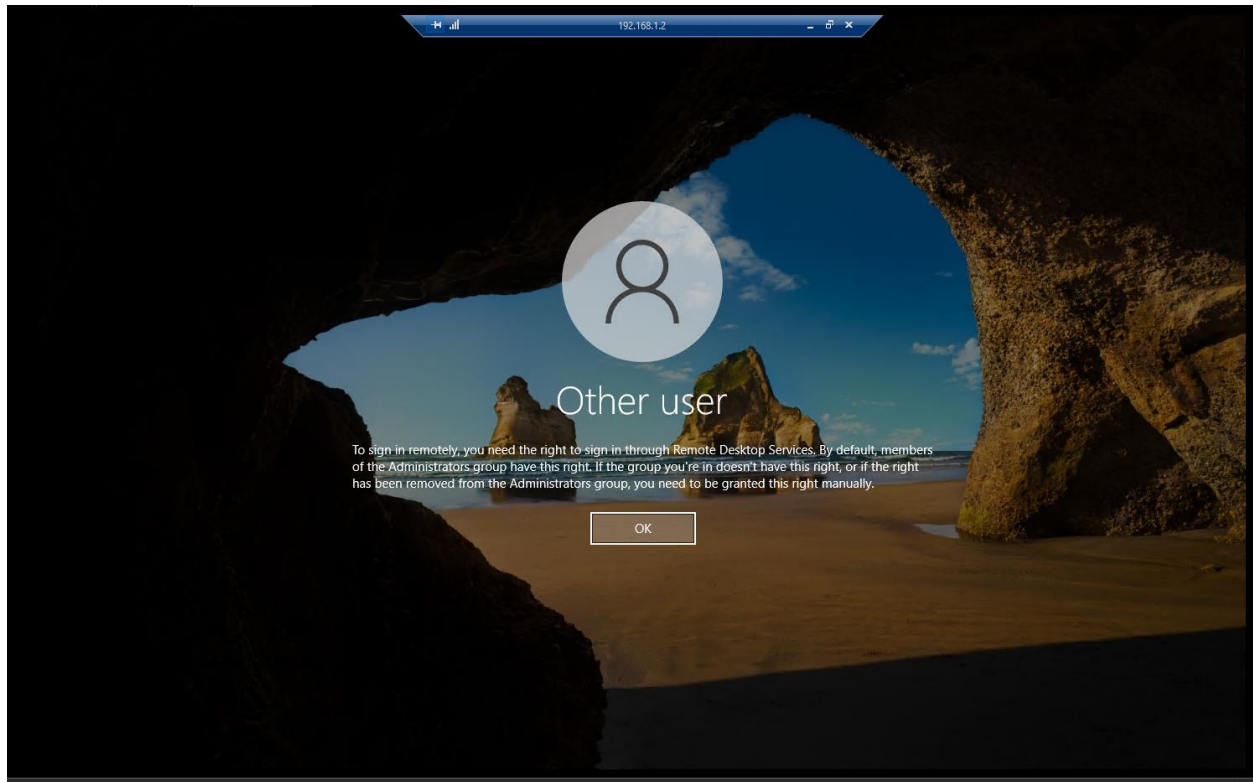 192.168.1.2
Other user
To sign in remotely, you need the right to sign in through Remote Desktop Services. By default, members
of the Administrators group have this right. If the group you're in doesn't have this right, or if the right
has been removed from the Administrators group, you need to be granted this right manually.
OK